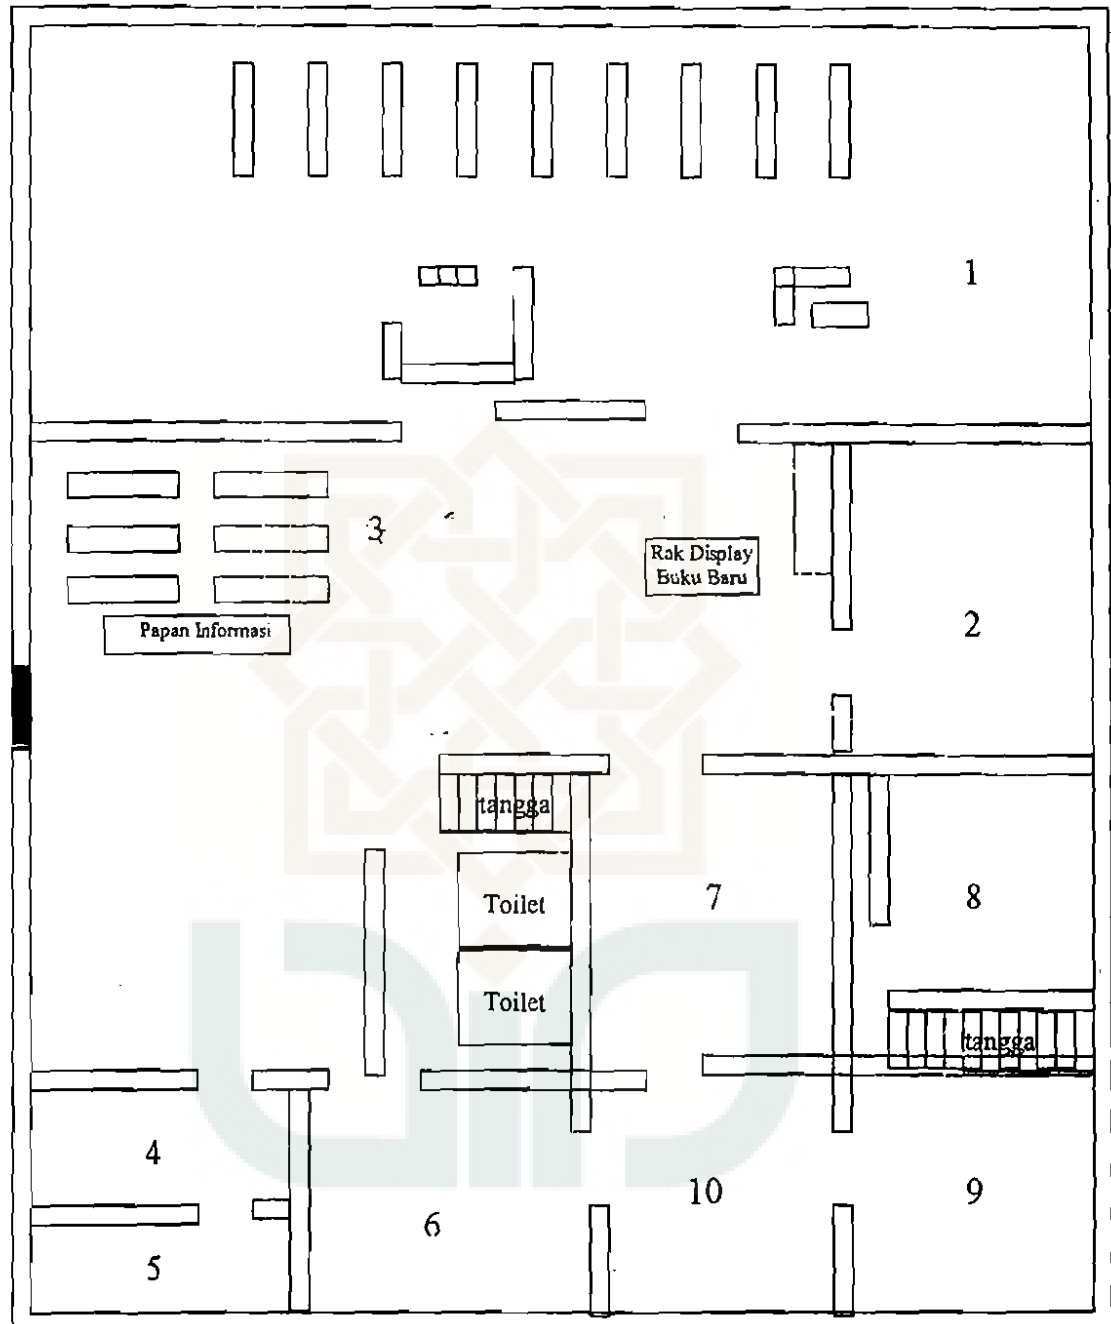 1
3
Rak Display
Buku Baru
Papan Informasi
2
tangga
Toilet
7
8
Toilet
tangga
4
10
9
6
5